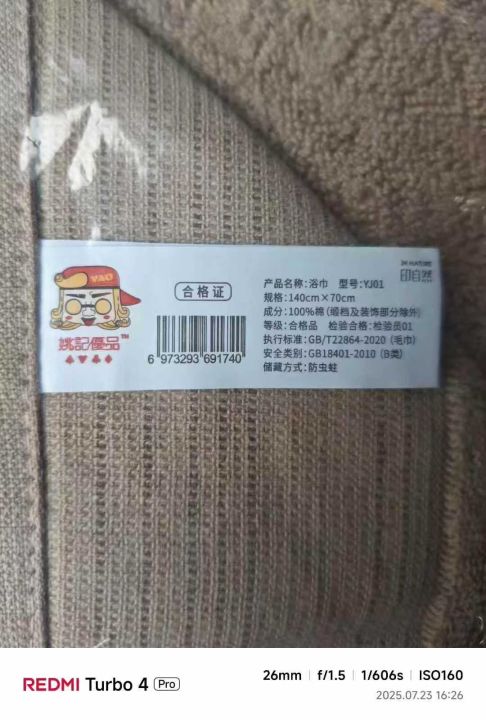 YAO
姚記優品™
合格证
6 973293 691740
IN NATURE
印自然
产品名称:浴巾 型号:YJ01
规格:140cm×70cm
成分:100%棉(缎档及装饰部分除外)
等级:合格品 检验合格:检验员01
执行标准:GB/T22864-2020(毛巾)
安全类别:GB18401-2010(B类)
储藏方式:防虫蛀
REDMI Turbo 4 Pro
26mm f/1.5 1/606s ISO160
2025.07.23 16:26